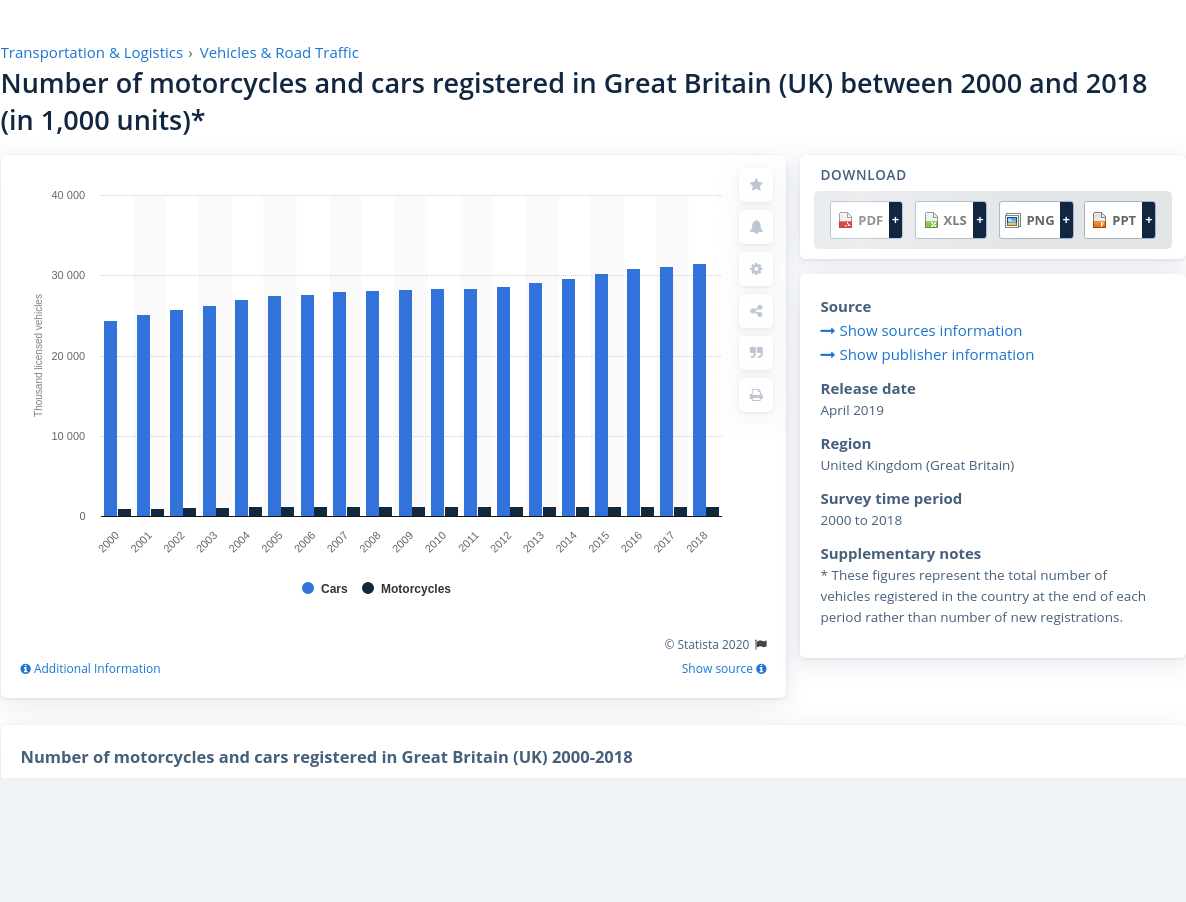 Transportation & Logistics › Vehicles & Road Traffic
Number of motorcycles and cars registered in Great Britain (UK) between 2000 and 2018
(in 1,000 units)*
40 000
30 000
20 000
10 000
0
Thousand licensed vehicles
2000 2001 2002 2003 2004 2005 2006 2007 2008 2009 2010 2011 2012 2013 2014 2015 2016 2017 2018
Cars Motorcycles
© Statista 2020
Additional Information
Show source
DOWNLOAD
PDF + XLS + PNG + PPT +
Source
Show sources information
Show publisher information
Release date
April 2019
Region
United Kingdom (Great Britain)
Survey time period
2000 to 2018
Supplementary notes
* These figures represent the total number of
vehicles registered in the country at the end of each
period rather than number of new registrations.
Number of motorcycles and cars registered in Great Britain (UK) 2000-2018